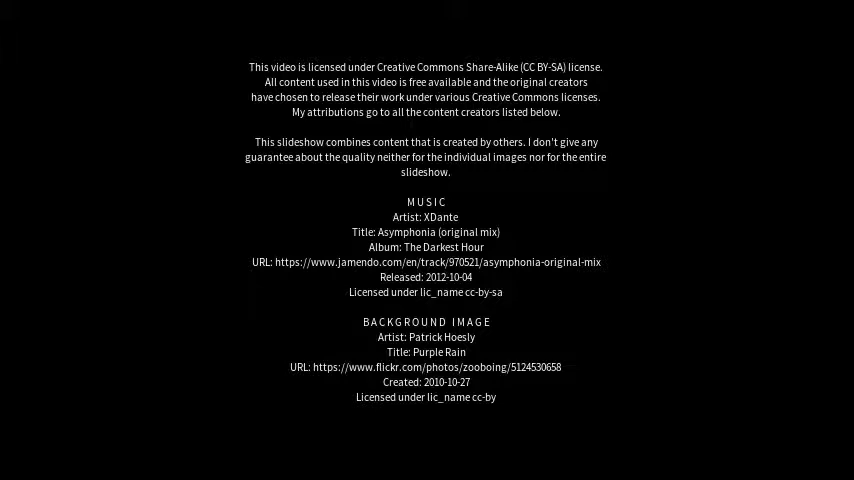 This video is licensed under Creative Commons Share-Alike (CC BY-SA) license.
All content used in this video is free available and the original creators
have chosen to release their work under various Creative Commons licenses.
My attributions go to all the content creators listed below.
This slideshow combines content that is created by others. I don't give any
guarantee about the quality neither for the individual images nor for the entire
slideshow.
MUSIC
Artist: XDante
Title: Asymphonia (original mix)
Album: The Darkest Hour
URL: https://www.jamendo.com/en/track/970521/asymphonia-original-mix
Released: 2012-10-04
Licensed under lic_name cc-by-sa
BACKGROUND IMAGE
Artist: Patrick Hoesly
Title: Purple Rain
URL: https://www.flickr.com/photos/zooboing/5124530658
Created: 2010-10-27
Licensed under lic_name cc-by